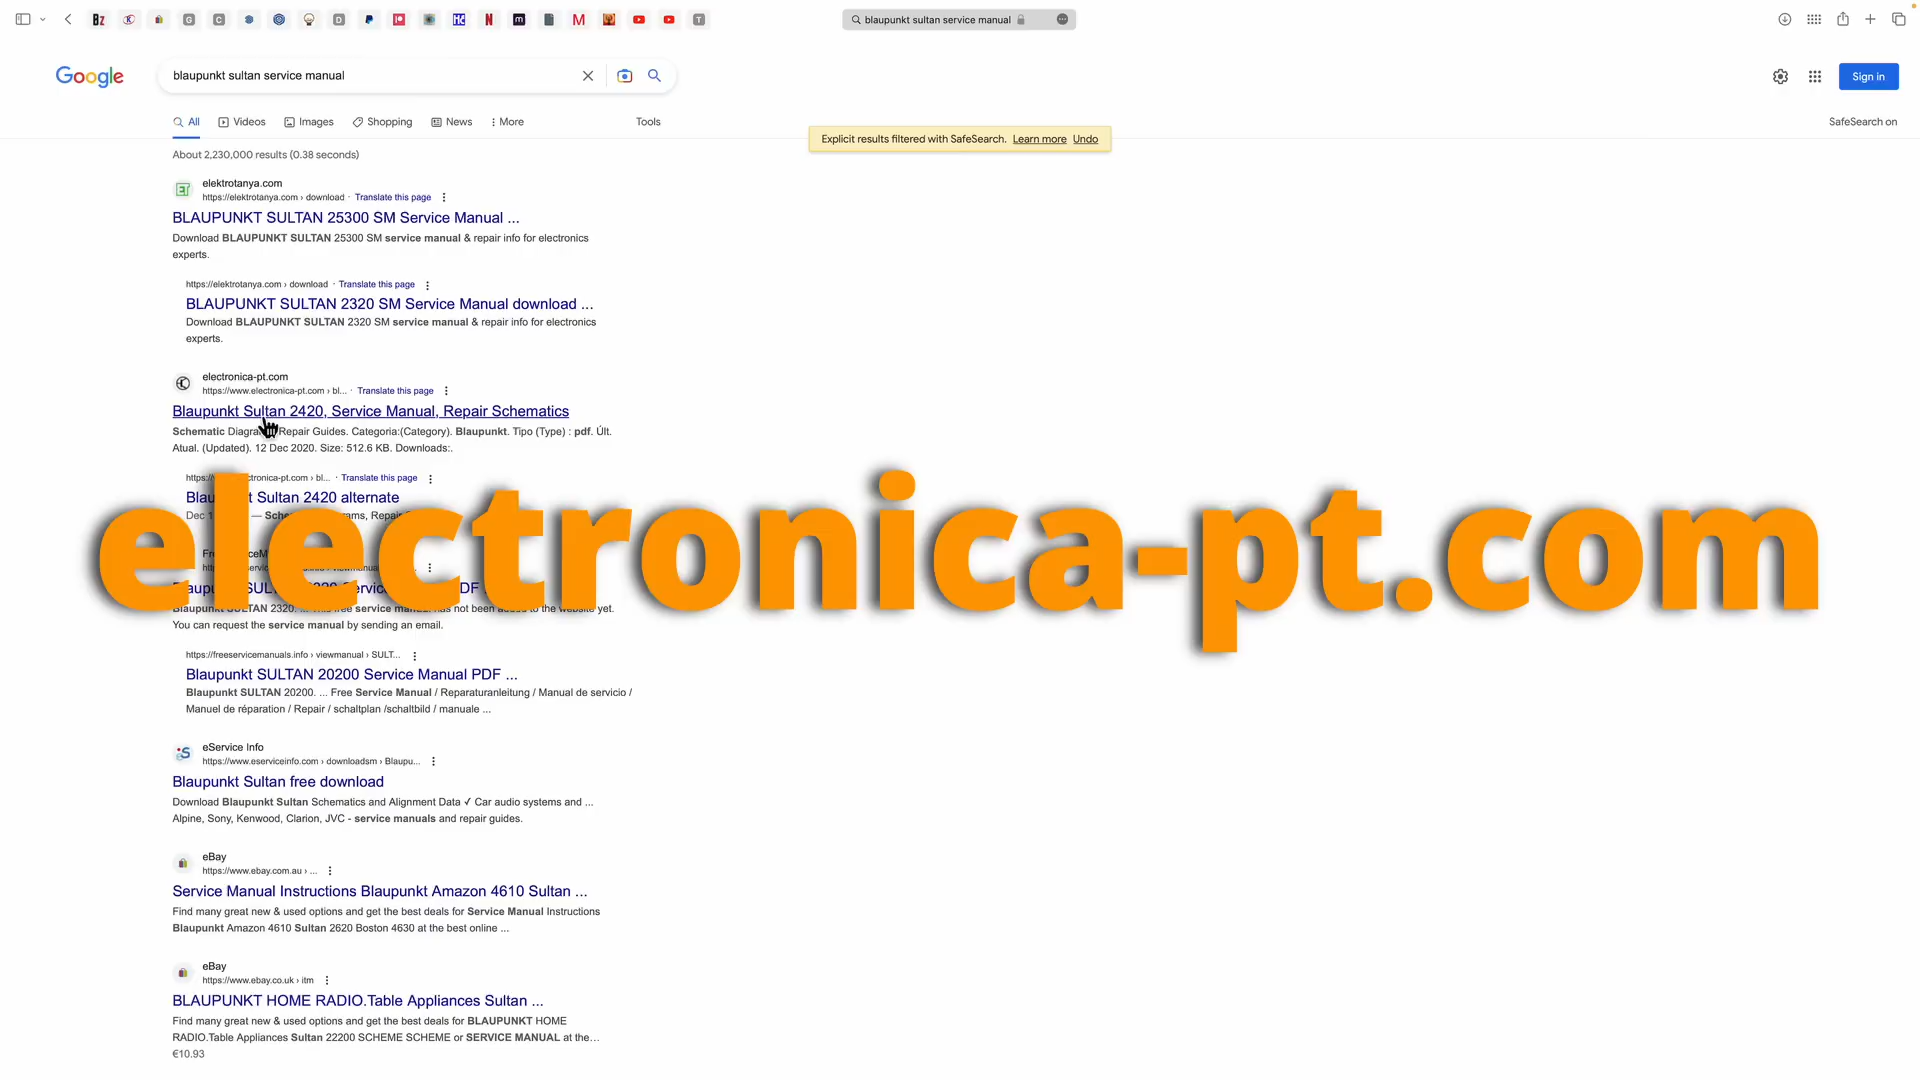 blaupunkt sultan service manual
Google
blaupunkt sultan service manual
Sign in
All
Videos
Images
Shopping
News
More
Tools
SafeSearch on
Explicit results filtered with SafeSearch. Learn more Undo
About 2,230,000 results (0.38 seconds)
elektrotanya.com
https://elektrotanya.com › download · Translate this page
BLAUPUNKT SULTAN 25300 SM Service Manual ...
Download BLAUPUNKT SULTAN 25300 SM service manual & repair info for electronics
experts.
https://elektrotanya.com › download · Translate this page
BLAUPUNKT SULTAN 2320 SM Service Manual download ...
Download BLAUPUNKT SULTAN 2320 SM service manual & repair info for electronics
experts.
electronica-pt.com
https://www.electronica-pt.com › bl... · Translate this page
Blaupunkt Sultan 2420, Service Manual, Repair Schematics
Schematic Repair Guides. Categoria:(Category). Blaupunkt. Tipo (Type) : pdf. Últ.
Atual. (Updated). 12 Dec 2020. Size: 512.6 KB. Downloads:.
bl... · Translate this page
Sultan 2420 alternate
electronica-pt.com
Blaupunkt SULTAN 2320. free service not been to the website yet.
You can request the service manual by sending an email.
https://freeservicemanuals.info › viewmanual › SULT...
Blaupunkt SULTAN 20200 Service Manual PDF ...
Blaupunkt SULTAN 20200. ... Free Service Manual / Reparaturanleitung / Manual de servicio /
Manuel de réparation / Repair / schaltplan /schaltbild / manuale ...
eService Info
https://www.eserviceinfo.com › downloadsm › Blaupu...
Blaupunkt Sultan free download
Download Blaupunkt Sultan Schematics and Alignment Data ✓ Car audio systems and ...
Alpine, Sony, Kenwood, Clarion, JVC - service manuals and repair guides.
eBay
https://www.ebay.com.au › ...
Service Manual Instructions Blaupunkt Amazon 4610 Sultan ...
Find many great new & used options and get the best deals for Service Manual Instructions
Blaupunkt Amazon 4610 Sultan 2620 Boston 4630 at the best online ...
eBay
https://www.ebay.co.uk › itm
BLAUPUNKT HOME RADIO.Table Appliances Sultan ...
Find many great new & used options and get the best deals for BLAUPUNKT HOME
RADIO.Table Appliances Sultan 22200 SCHEME SCHEME or SERVICE MANUAL at the...
€10.93